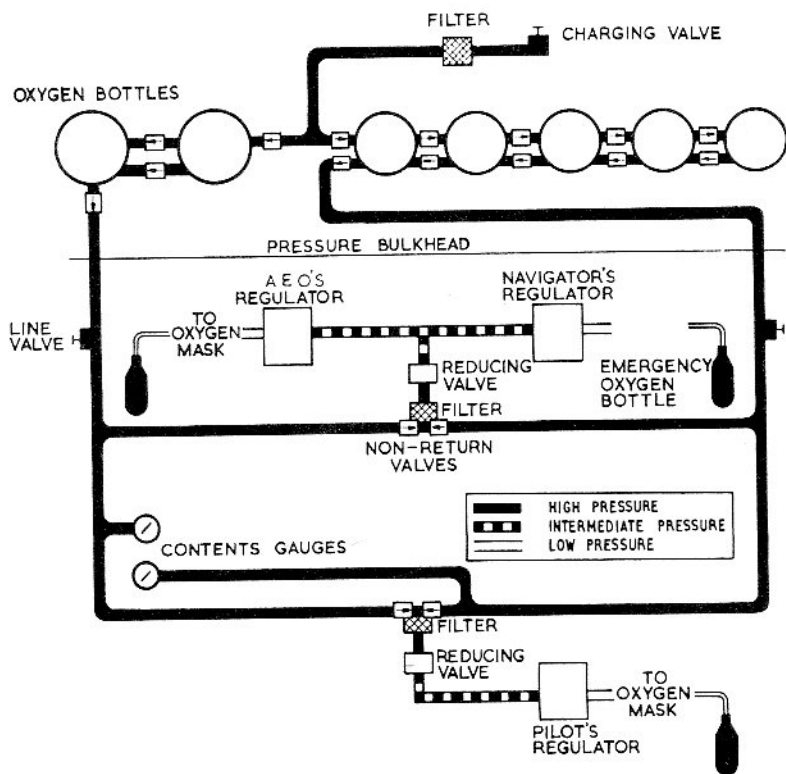 FILTER
CHARGING VALVE
OXYGEN BOTTLES
PRESSURE BULKHEAD
A E O'S
REGULATOR
NAVIGATOR'S
REGULATOR
TO
OXYGEN
MASK
LINE
VALVE
REDUCING
VALVE
EMERGENCY
OXYGEN
BOTTLE
FILTER
NON-RETURN
VALVES
HIGH PRESSURE
INTERMEDIATE PRESSURE
LOW PRESSURE
CONTENTS GAUGES
FILTER
REDUCING
VALVE
TO
OXYGEN
MASK
PILOT'S
REGULATOR